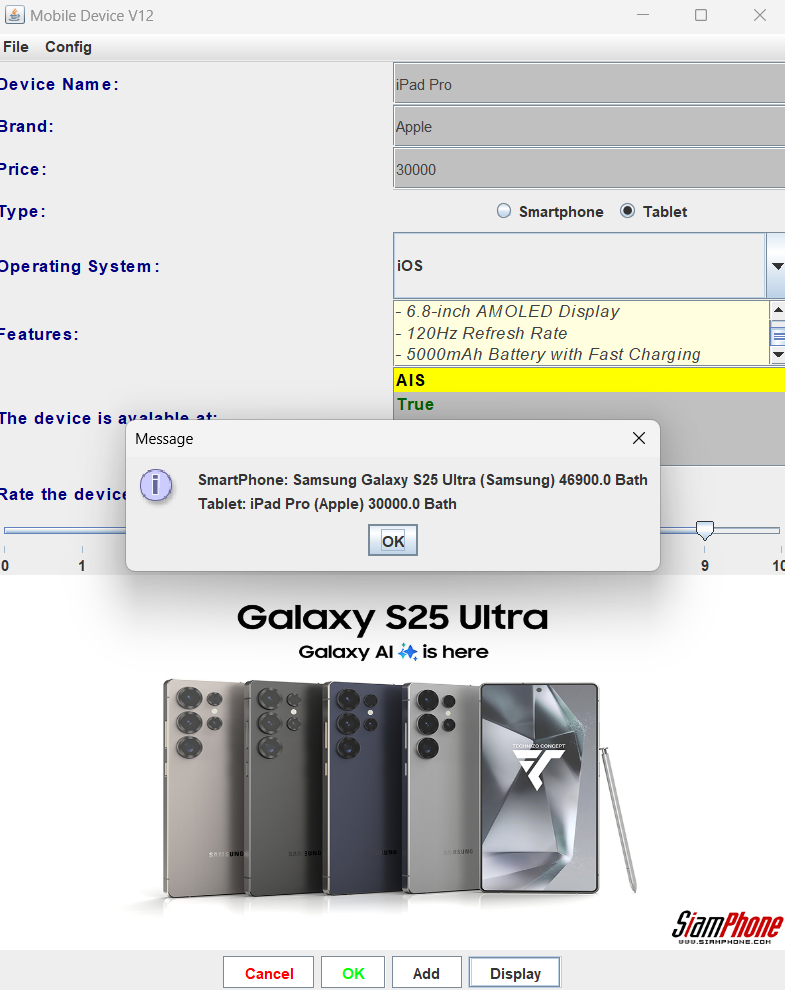 Mobile Device V12
File Config
Device Name:
iPad Pro
Brand:
Apple
Price:
30000
Type:
Smartphone Tablet
Operating System:
iOS
Features:
- 6.8-inch AMOLED Display
- 120Hz Refresh Rate
- 5000mAh Battery with Fast Charging
AIS
True
The device is avalable at:
Message
SmartPhone: Samsung Galaxy S25 Ultra (Samsung) 46900.0 Bath
Tablet: iPad Pro (Apple) 30000.0 Bath
OK
Rate the device
0 1 9 10
Galaxy S25 Ultra
Galaxy AI is here
TECHNIZO CONCEPT
SAMSUNG
SAMSUNG
SAMSUNG
SAMSUNG
SiamPhone
WWW.SIAMPHONE.COM
Cancel OK Add Display